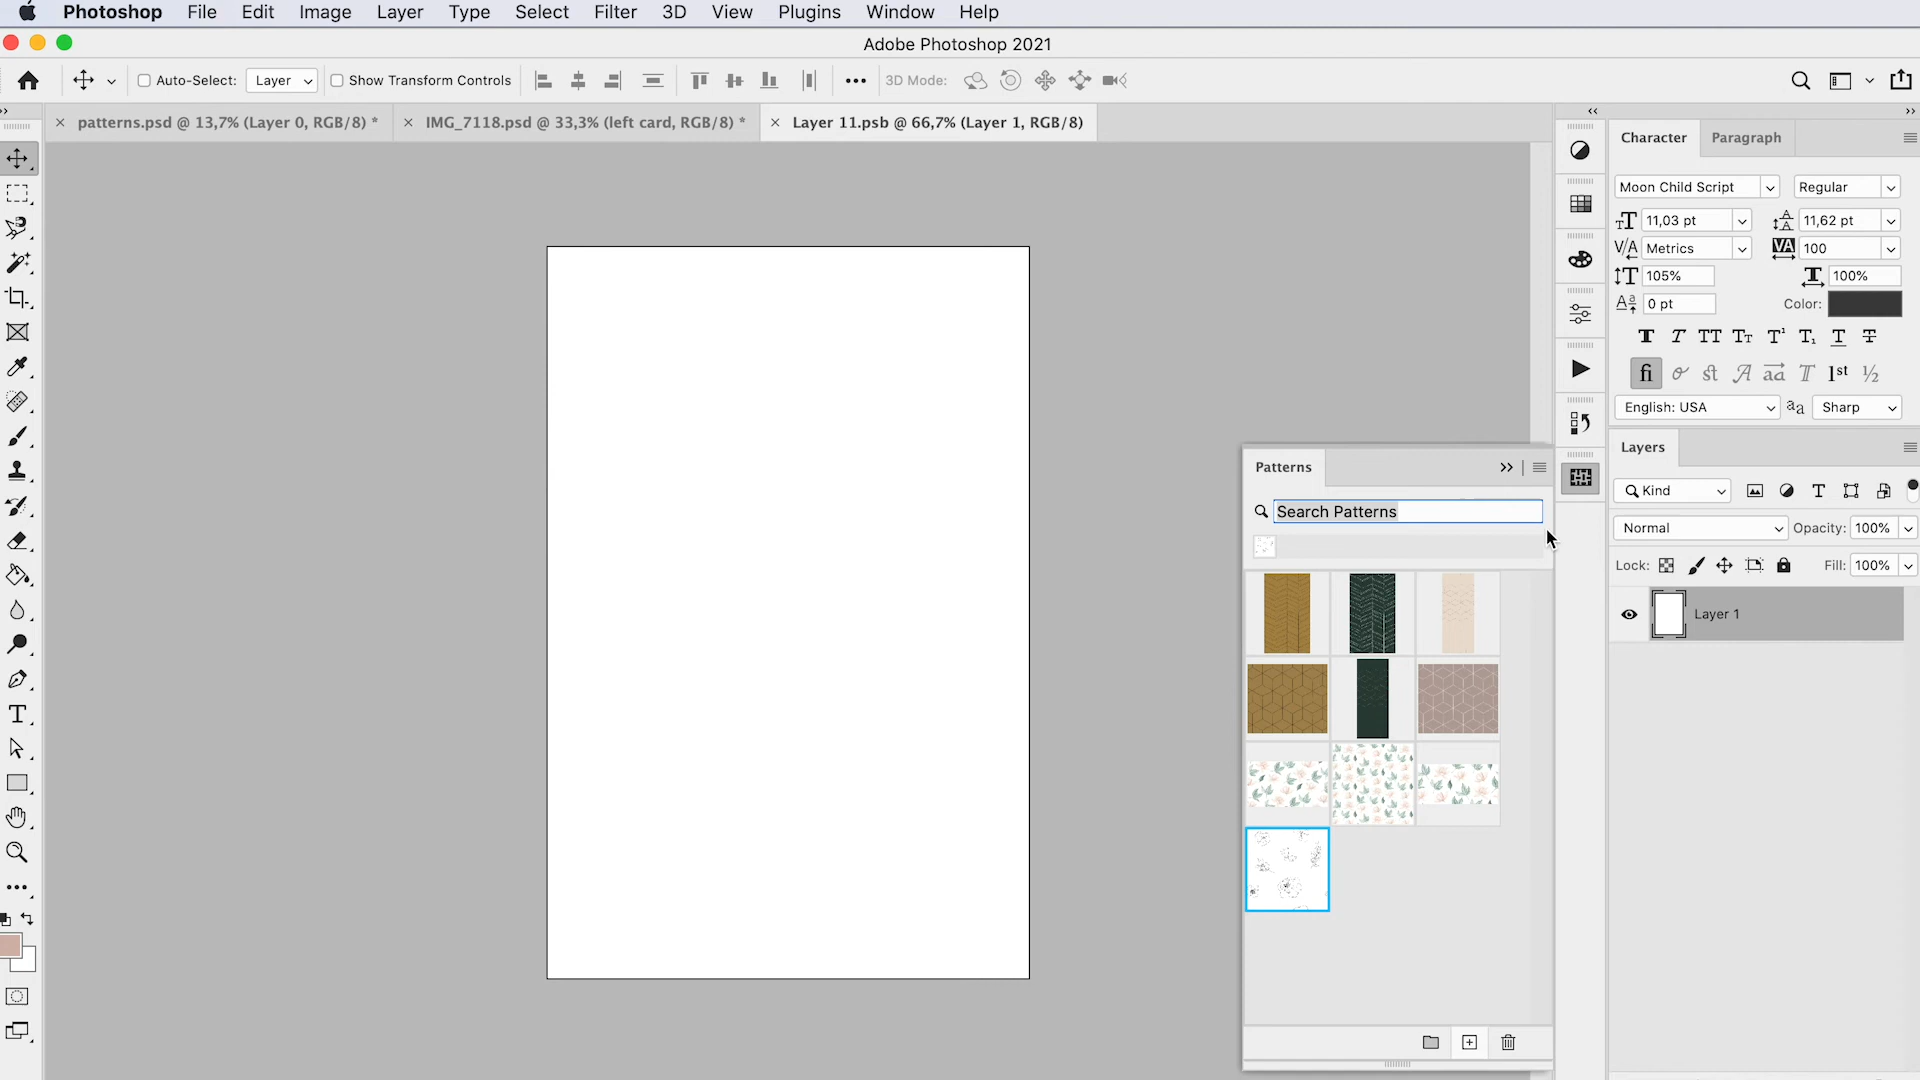 Photoshop File Edit Image Layer Type Select Filter 3D View Plugins Window Help
Adobe Photoshop 2021
Auto-Select: Layer Show Transform Controls 3D Mode:
patterns.psd @ 13,7% (Layer 0, RGB/8) * IMG_7118.psd @ 33,3% (left card, RGB/8) * Layer 11.psb @ 66,7% (Layer 1, RGB/8)
Character Paragraph
Moon Child Script Regular
11,03 pt 11,62 pt
Metrics 100
105% 100%
0 pt Color:
English: USA Sharp
Layers
Kind
Normal Opacity: 100%
Lock: Fill: 100%
Layer 1
Patterns
Search Patterns